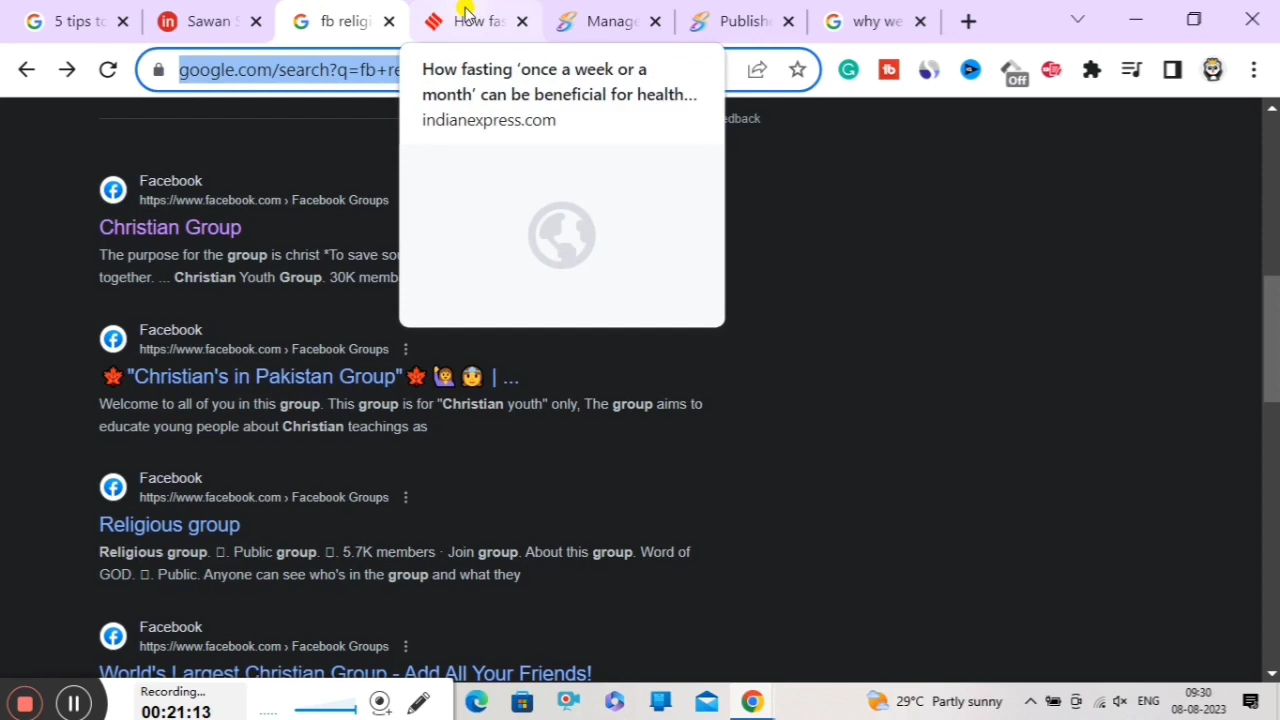 5 tips to
Sawan S
fb religi
How fas
Manage
Publishe
why we
google.com/search?q=fb+re
Off
How fasting ‘once a week or a
month’ can be beneficial for health...
indianexpress.com
edback
Facebook
https://www.facebook.com › Facebook Groups
Christian Group
The purpose for the group is christ *To save sou
together. ... Christian Youth Group. 30K memb
Facebook
https://www.facebook.com › Facebook Groups
🍁"Christian's in Pakistan Group"🍁🙋👳 | ...
Welcome to all of you in this group. This group is for "Christian youth" only, The group aims to
educate young people about Christian teachings as
Facebook
https://www.facebook.com › Facebook Groups
Religious group
Religious group. . Public group. . 5.7K members · Join group. About this group. Word of
GOD. . Public. Anyone can see who's in the group and what they
Facebook
https://www.facebook.com › Facebook Groups
World's Largest Christian Group - Add All Your Friends!
Recording...
00:21:13
29°C Partly sunny
ENG
09:30
08-08-2023